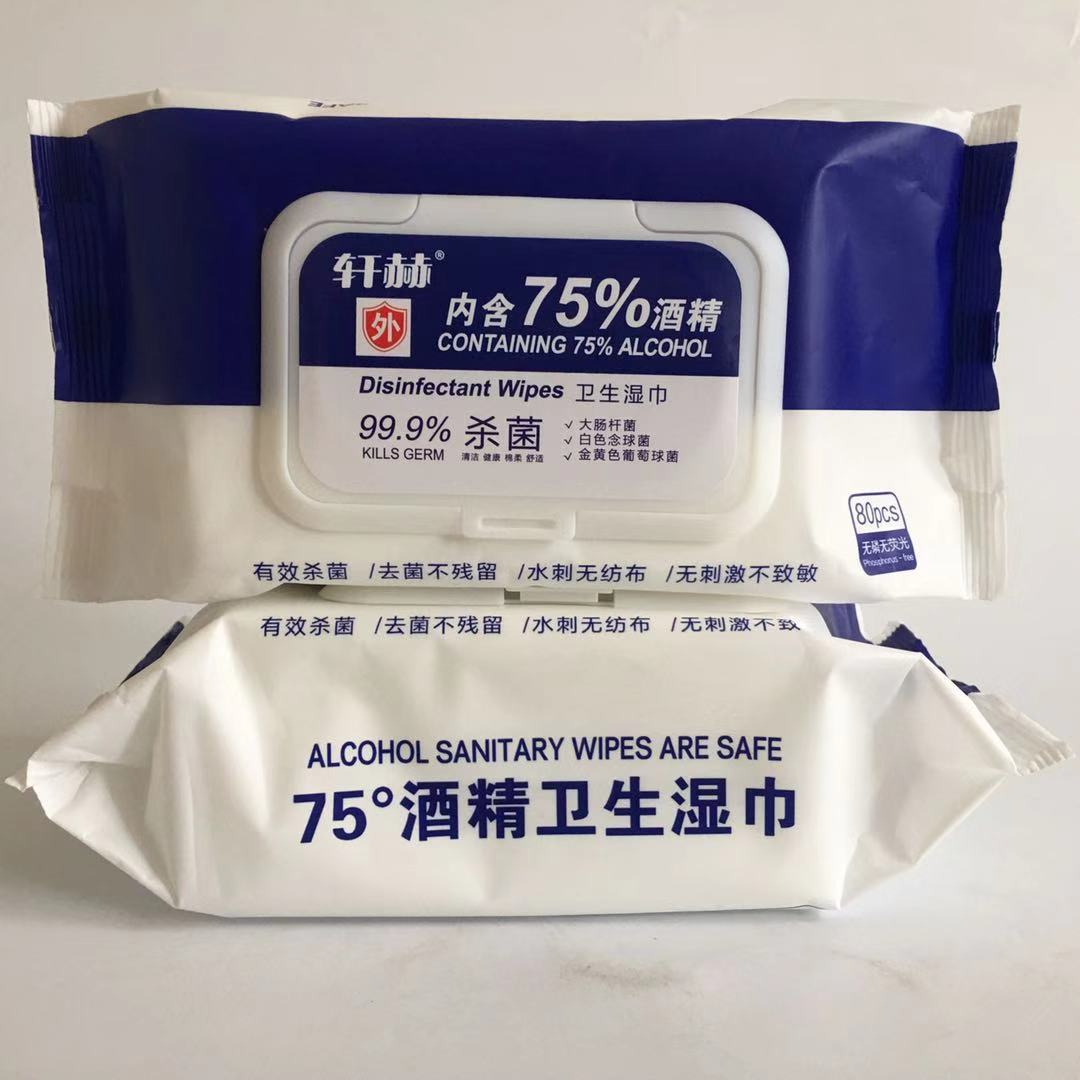 轩赫®
外
内含75%酒精
CONTAINING 75% ALCOHOL
Disinfectant Wipes 卫生湿巾
99.9% 杀菌
KILLS GERM 清洁 健康 棉柔 舒适
√ 大肠杆菌
√ 白色念球菌
√ 金黄色葡萄球菌
80pcs
无磷无荧光
Phosphorus - free
有效杀菌 /去菌不残留 /水刺无纺布 /无刺激不致敏
有效杀菌 /去菌不残留 /水刺无纺布 /无刺激不致
ALCOHOL SANITARY WIPES ARE SAFE
75°酒精卫生湿巾